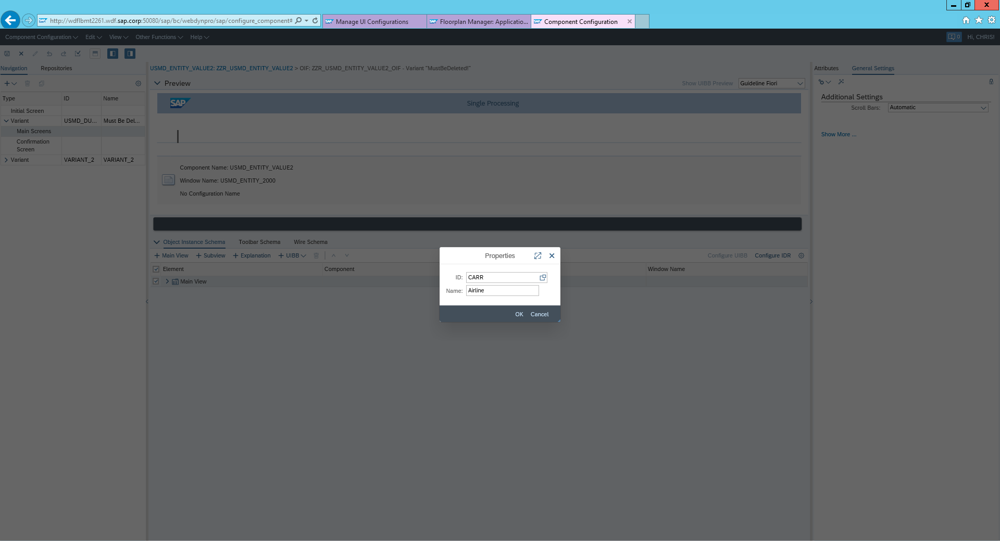 http://wdflbmt2261.wdf.sap.corp:50080/sap/bc/webdynpro/sap/configure_component#
SAP Manage UI Configurations
SAP Floorplan Manager: Applicatio...
SAP Component Configuration
Component Configuration Edit View Other Functions Help
0 Hi, CHRIS!
Navigation Repositories
USMD_ENTITY_VALUE2: ZZR_USMD_ENTITY_VALUE2 > OIF: ZZR_USMD_ENTITY_VALUE2_OIF - Variant "MustBeDeleted!"
Attributes General Settings
Preview
Show UIBB Preview Guideline Fiori
Type ID Name
Initial Screen
Variant USMD_DU... Must Be Del...
Main Screens
Confirmation
Screen
Variant VARIANT_2 VARIANT_2
SAP Single Processing
Additional Settings
Scroll Bars: Automatic
Show More ...
Component Name: USMD_ENTITY_VALUE2
Window Name: USMD_ENTITY_2000
No Configuration Name
Object Instance Schema Toolbar Schema Wire Schema
Main View Subview Explanation UIBB
Configure UIBB Configure IDR
Element Component Window Name
Main View
Properties
ID: CARR
Name: Airline
OK Cancel